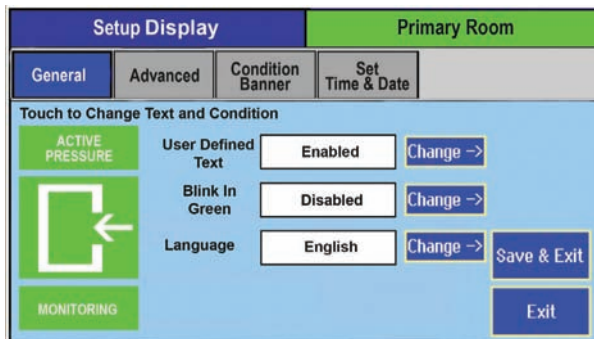 Setup Display
Primary Room
General
Advanced
Condition
Banner
Set
Time & Date
Touch to Change Text and Condition
ACTIVE
PRESSURE
MONITORING
User Defined
Text
Enabled
Change ->
Blink In
Green
Disabled
Change ->
Language
English
Change ->
Save & Exit
Exit